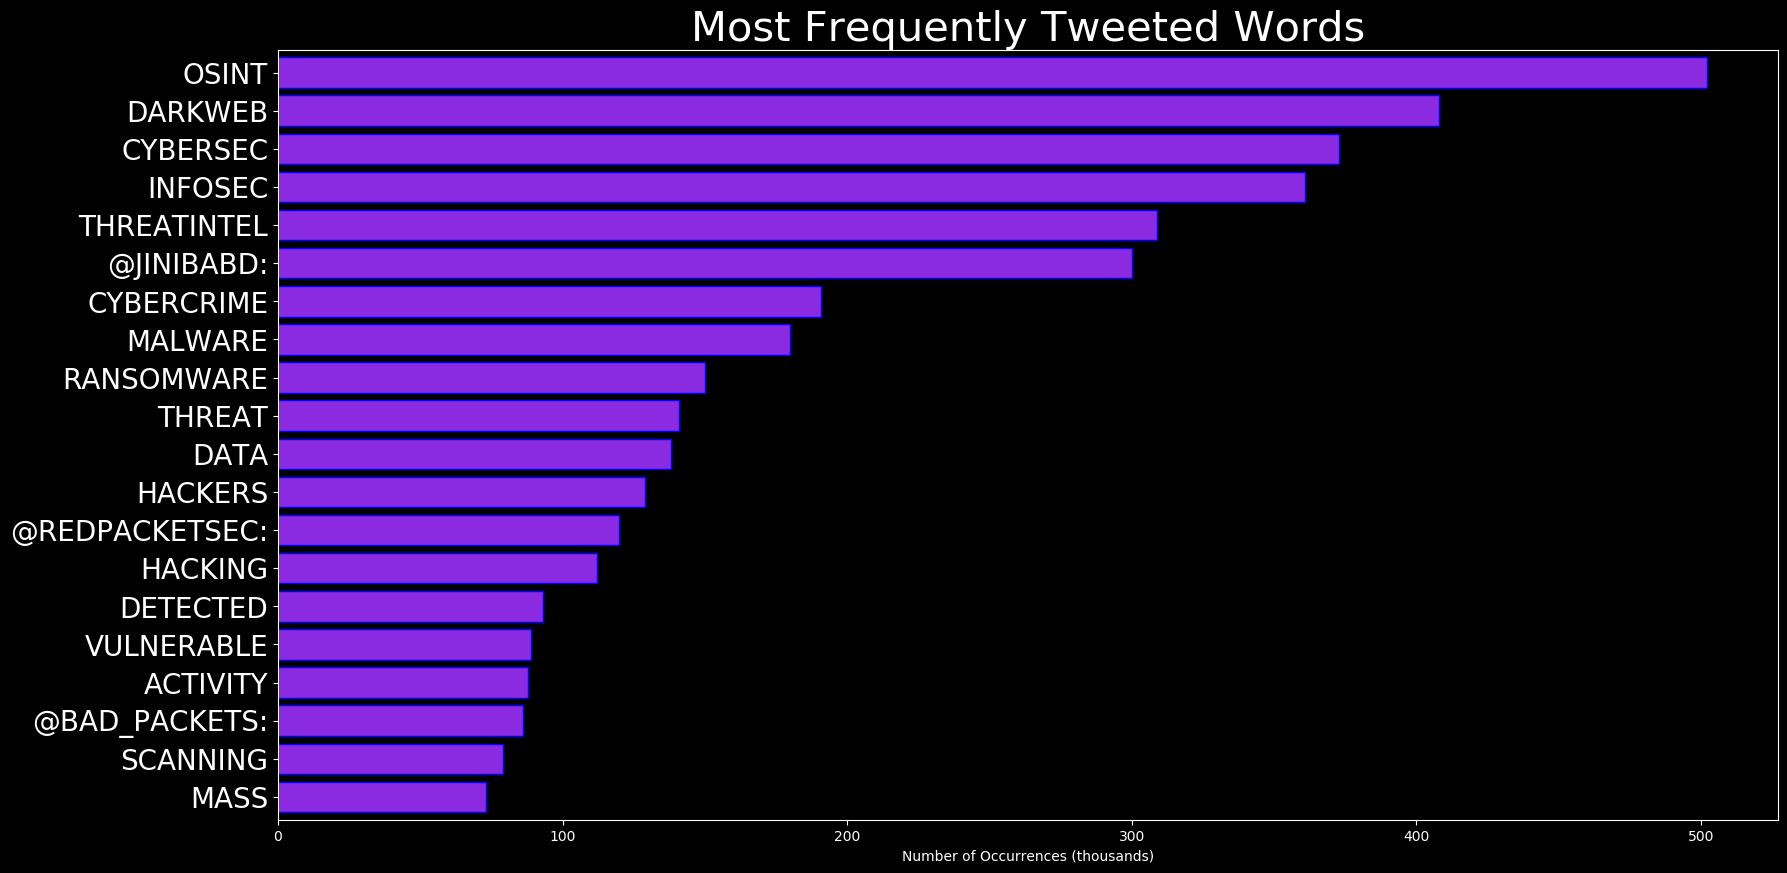 Most Frequently Tweeted Words
OSINT
DARKWEB
CYBERSEC
INFOSEC
THREATINTEL
@JINIBABD:
CYBERCRIME
MALWARE
RANSOMWARE
THREAT
DATA
HACKERS
@REDPACKETSEC:
HACKING
DETECTED
VULNERABLE
ACTIVITY
@BAD_PACKETS:
SCANNING
MASS
0 100 200 300 400 500
Number of Occurrences (thousands)